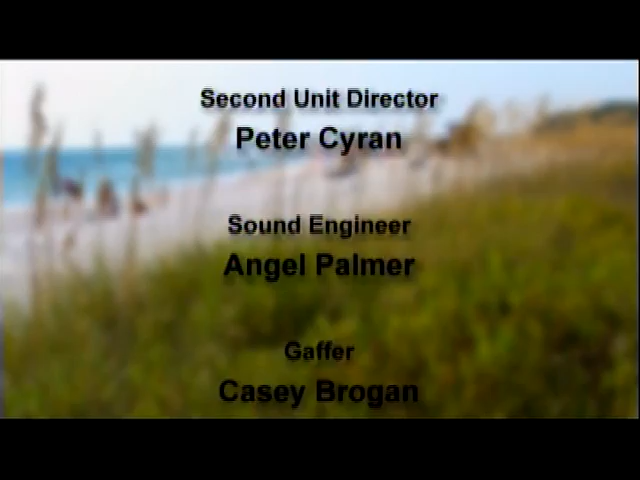 Second Unit Director
Peter Cyran
Sound Engineer
Angel Palmer
Gaffer
Casey Brogan